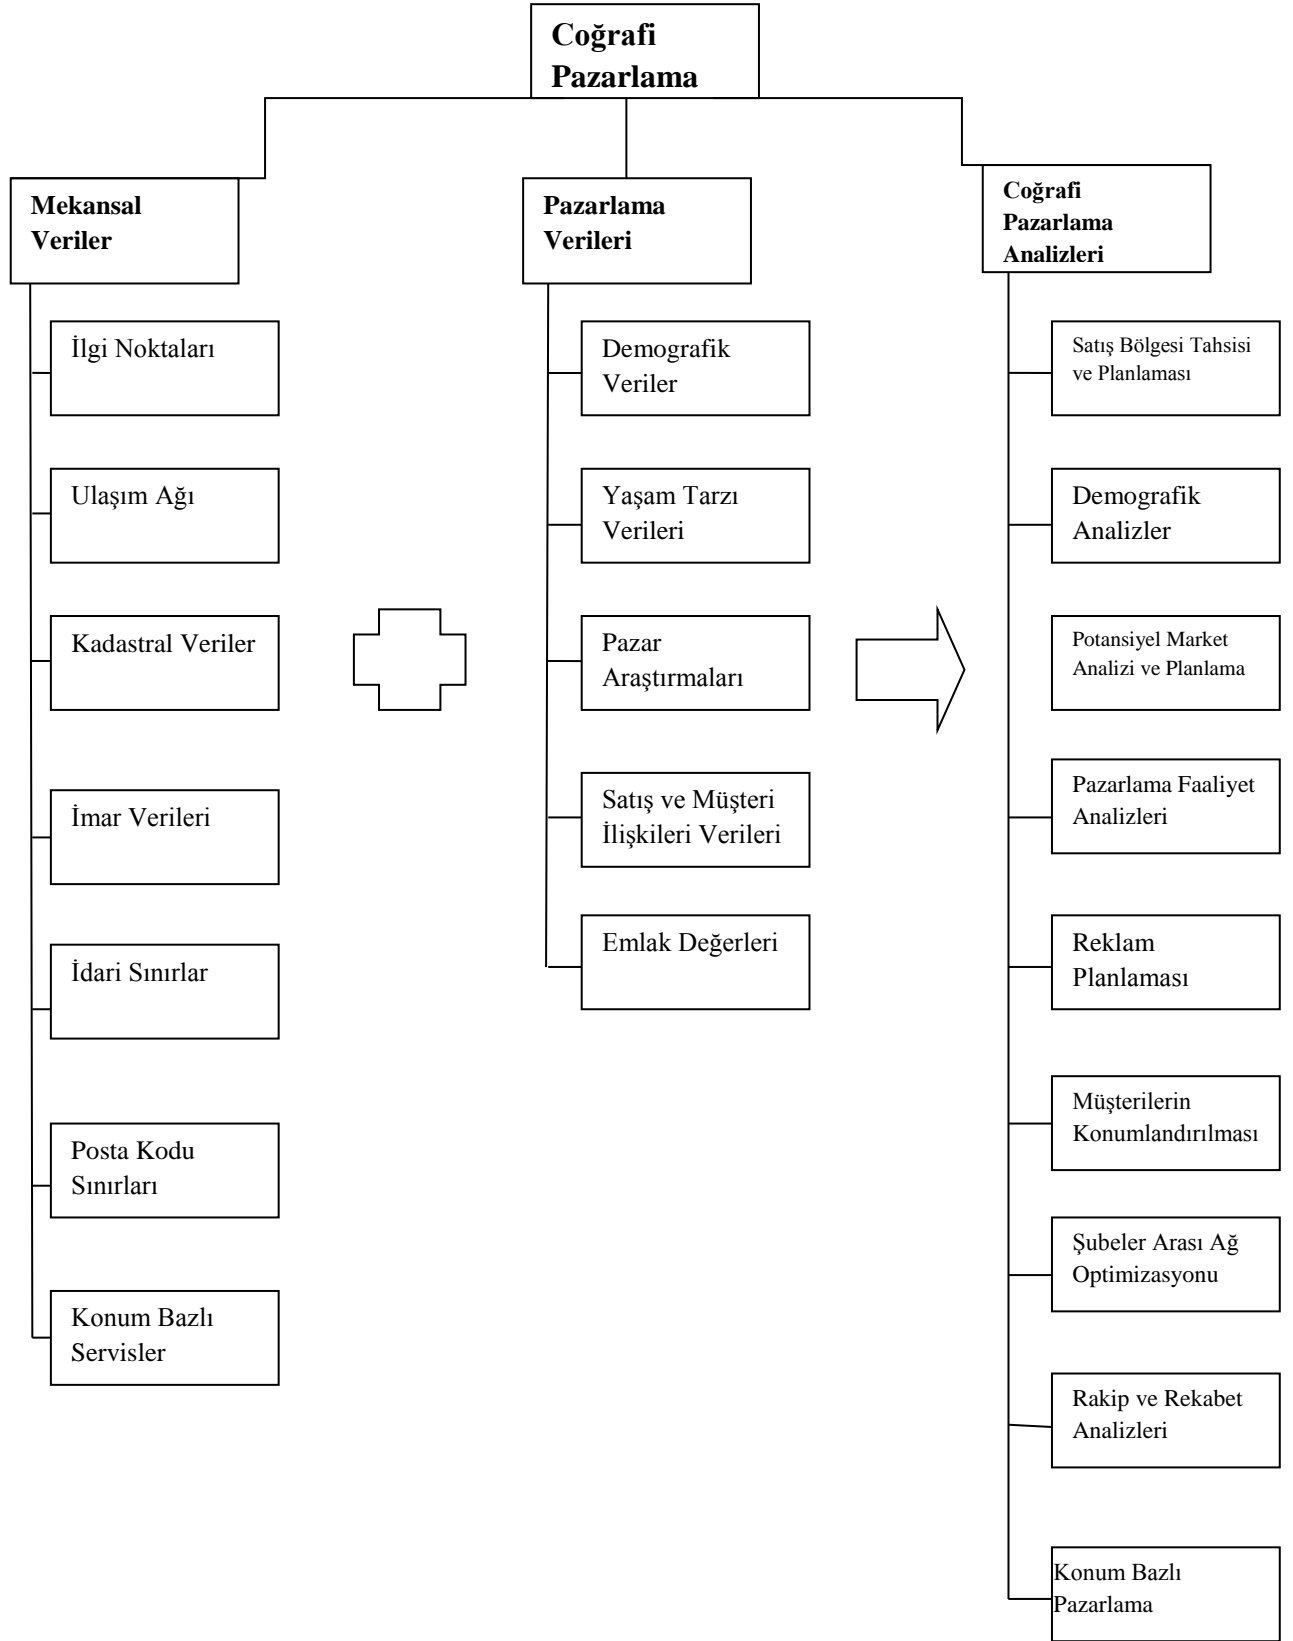 Coğrafi
Pazarlama
Mekansal
Veriler
İlgi Noktaları
Ulaşım Ağı
Kadastral Veriler
İmar Verileri
İdari Sınırlar
Posta Kodu
Sınırları
Konum Bazlı
Servisler
Pazarlama
Verileri
Demografik
Veriler
Yaşam Tarzı
Verileri
Pazar
Araştırmaları
Satış ve Müşteri
İlişkileri Verileri
Emlak Değerleri
Coğrafi
Pazarlama
Analizleri
Satış Bölgesi Tahsisi
ve Planlaması
Demografik
Analizler
Potansiyel Market
Analizi ve Planlama
Pazarlama Faaliyet
Analizleri
Reklam
Planlaması
Müşterilerin
Konumlandırılması
Şubeler Arası Ağ
Optimizasyonu
Rakip ve Rekabet
Analizleri
Konum Bazlı
Pazarlama